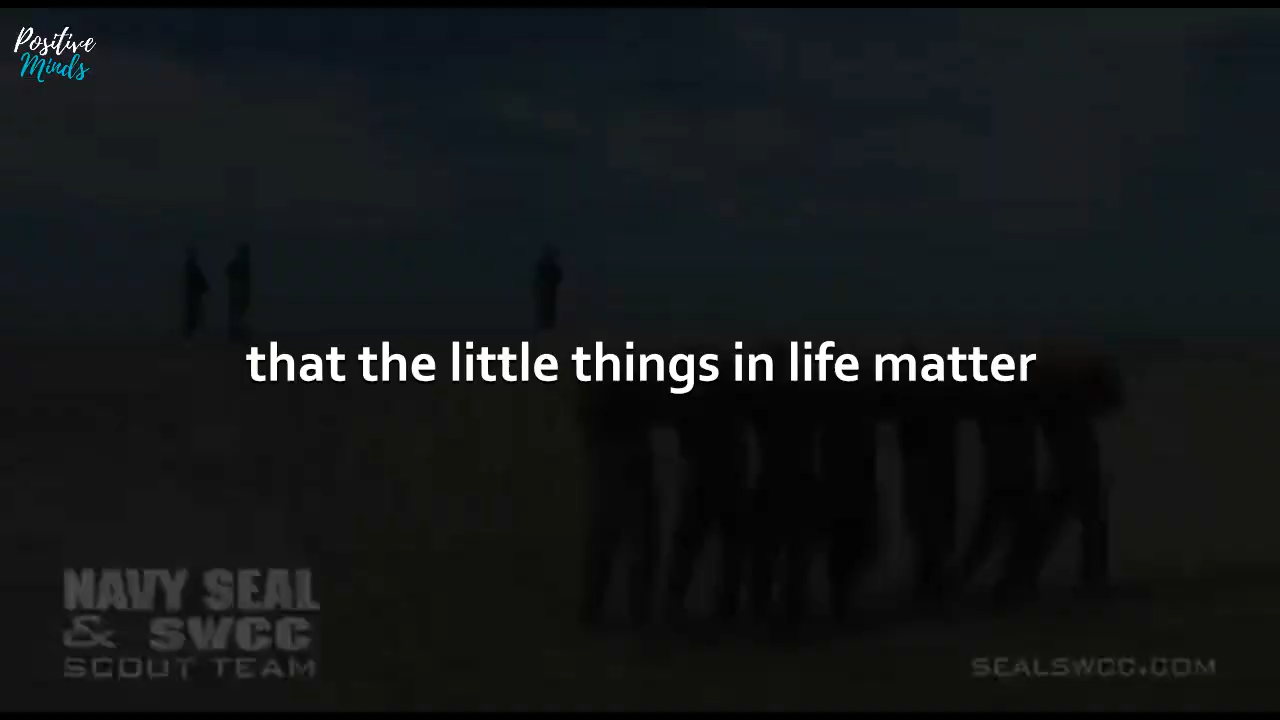 Positive
Minds
that the little things in life matter
NAVY SEAL
& SWCC
SCOUT TEAM
SEALSWCC.COM